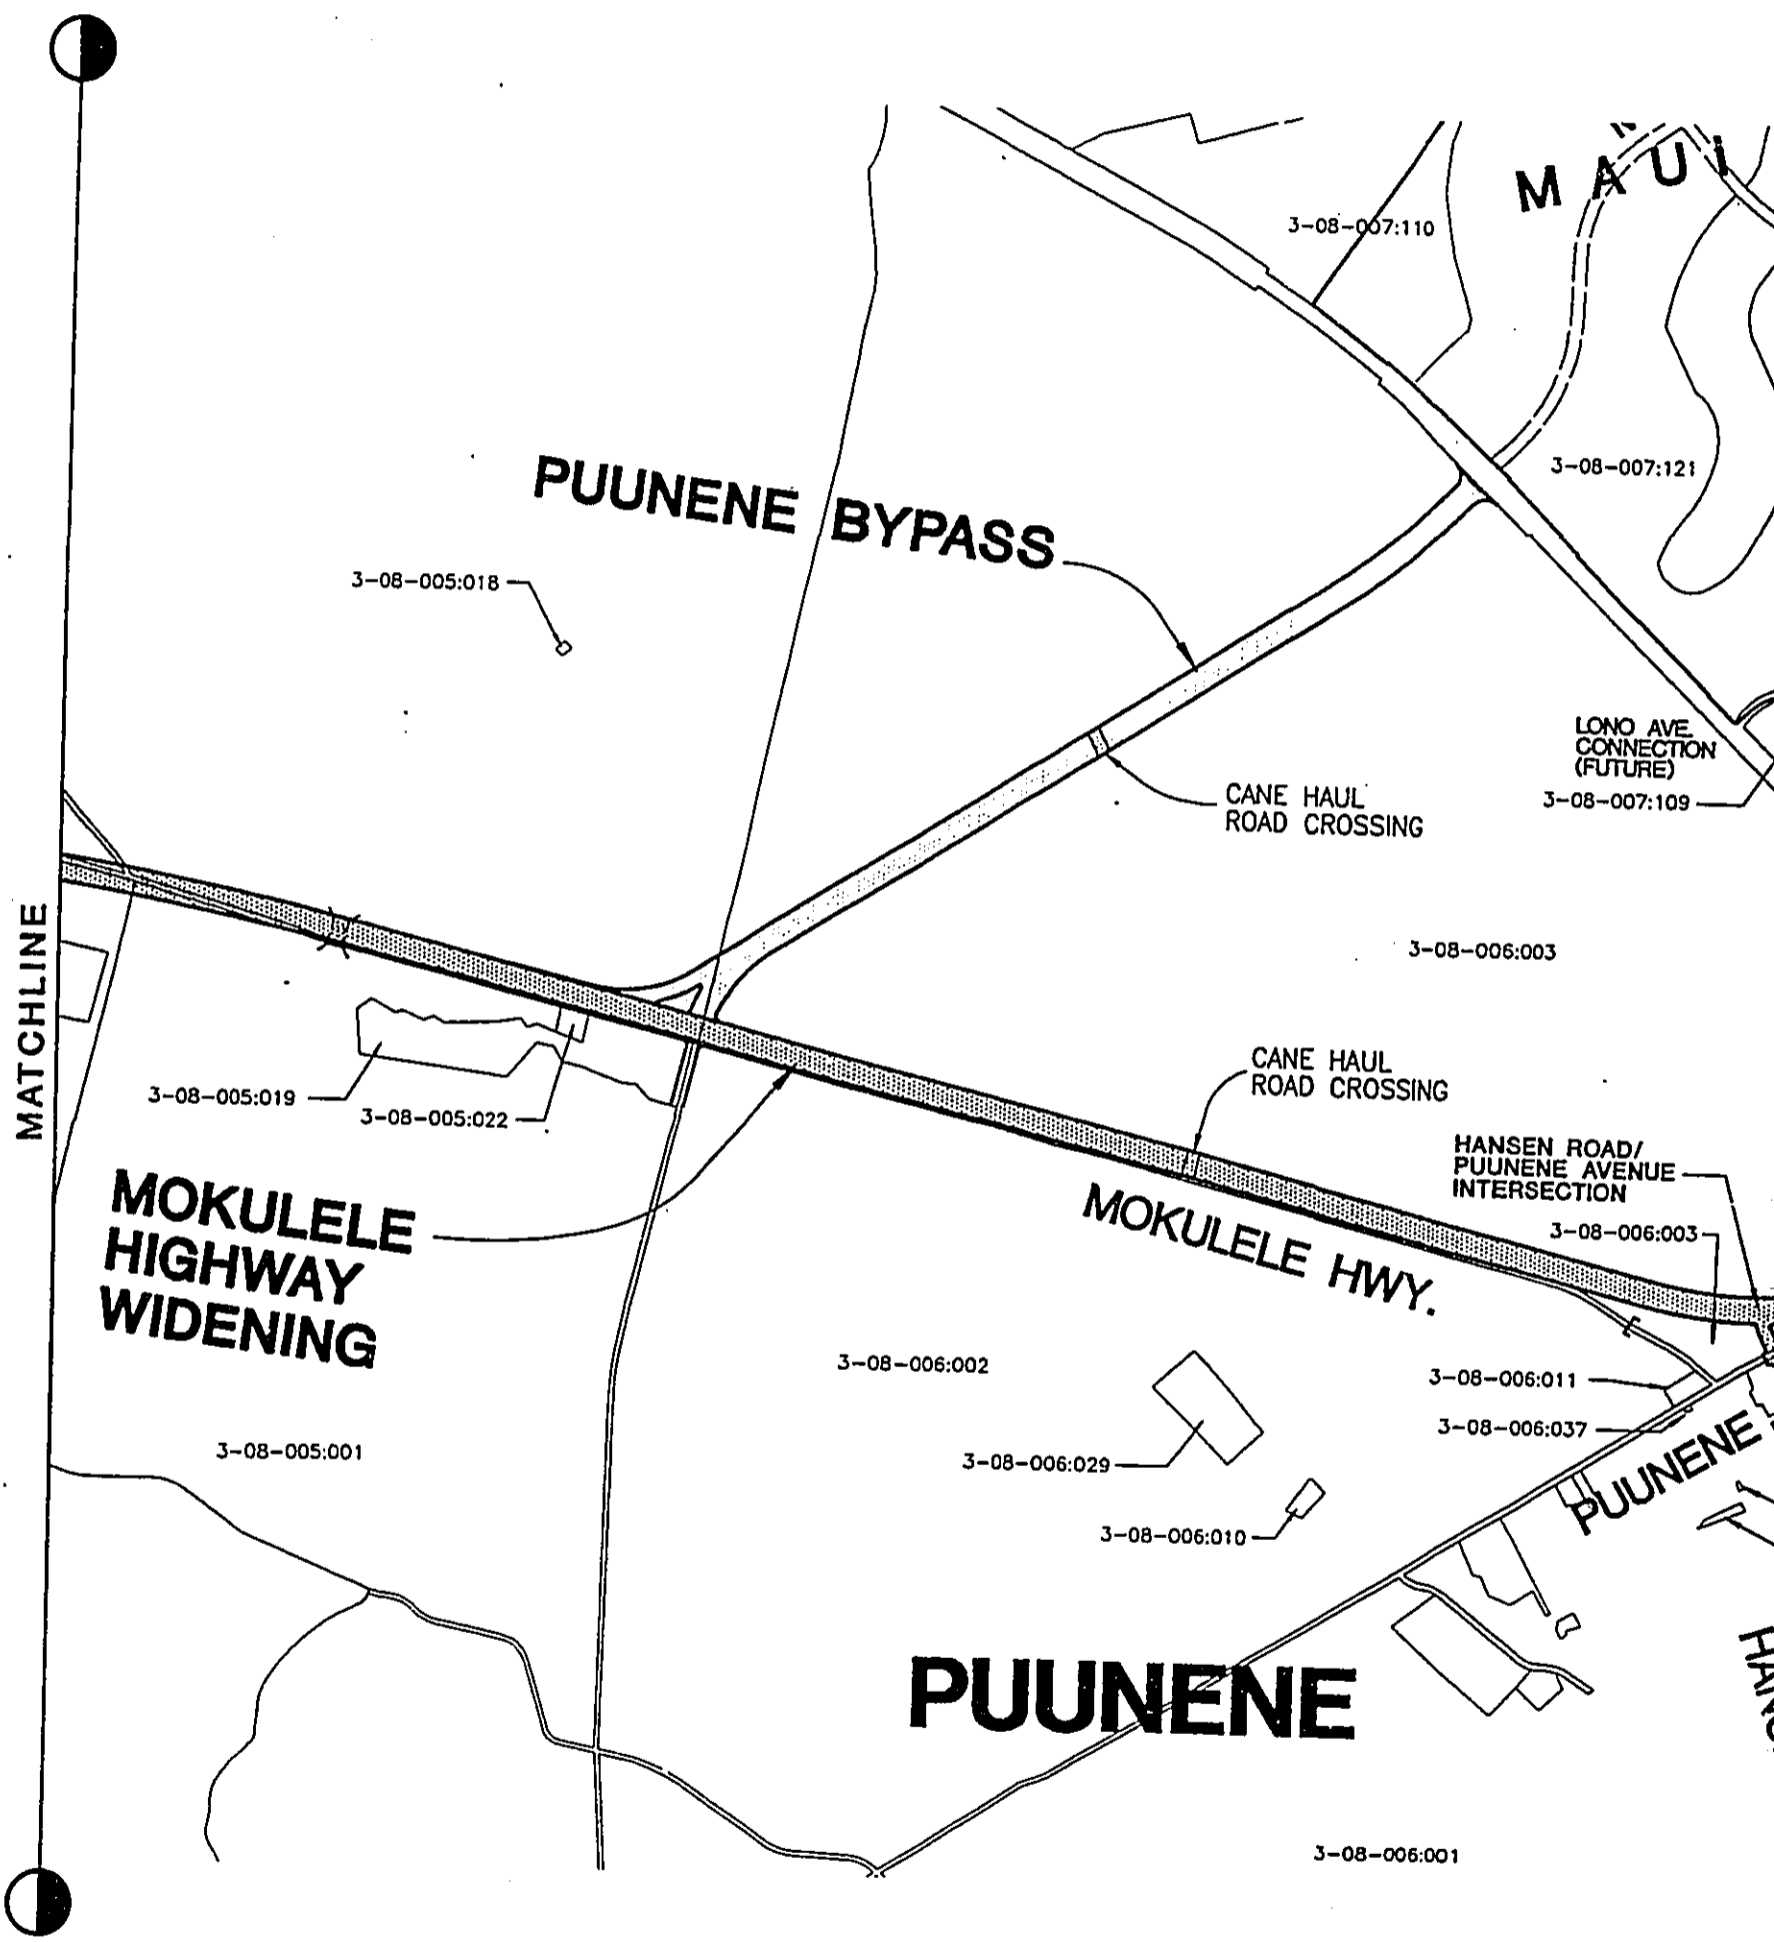 MAUI
3-08-007:110
PUUNENE BYPASS
3-08-007:121
3-08-005:018
LONO AVE.
CONNECTION
(FUTURE)
3-08-007:109
CANE HAUL
ROAD CROSSING
MATCHLINE
3-08-006:003
CANE HAUL
ROAD CROSSING
3-08-005:019
3-08-005:022
HANSEN ROAD/
PUUNENE AVENUE
INTERSECTION
3-08-006:003
MOKULELE
HIGHWAY
WIDENING
MOKULELE HWY.
3-08-006:002
3-08-006:011
3-08-006:037
3-08-005:001
3-08-006:029
PUUNENE
3-08-006:010
PUUNENE
3-08-006:001